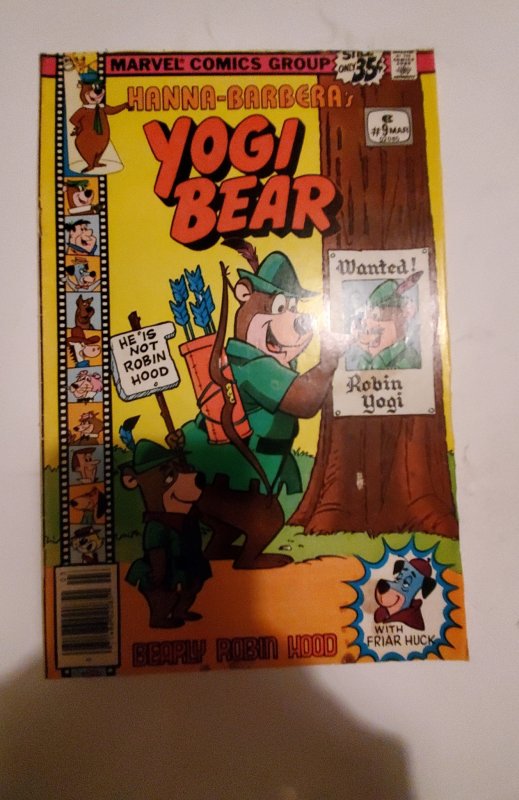 MARVEL COMICS GROUP
STILL
ONLY 35¢
HANNA-BARBERA's
YOGI
BEAR
#9 MAR
Wanted!
Robin
Yogi
HE IS
NOT
ROBIN
HOOD
WITH
FRIAR HUCK
BEARLY ROBIN HOOD